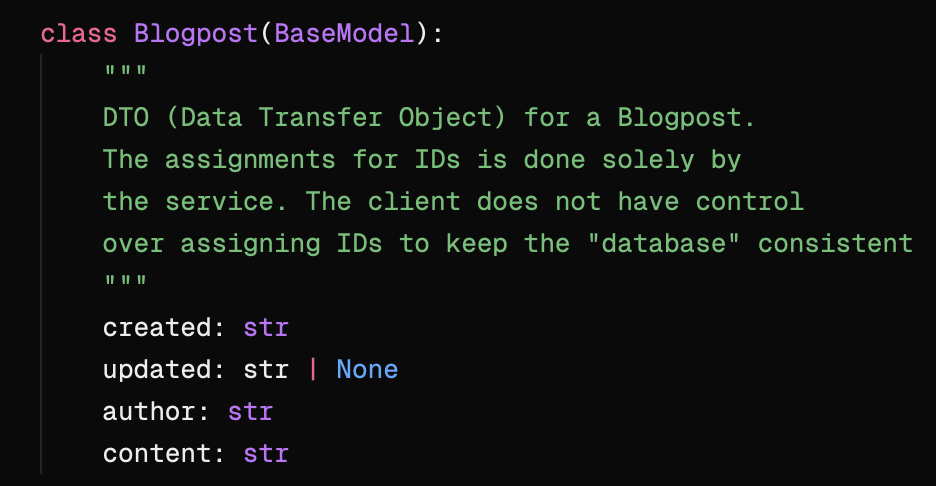 class Blogpost(BaseModel):
    """
    DTO (Data Transfer Object) for a Blogpost.
    The assignments for IDs is done solely by
    the service. The client does not have control
    over assigning IDs to keep the "database" consistent
    """
    created: str
    updated: str | None
    author: str
    content: str